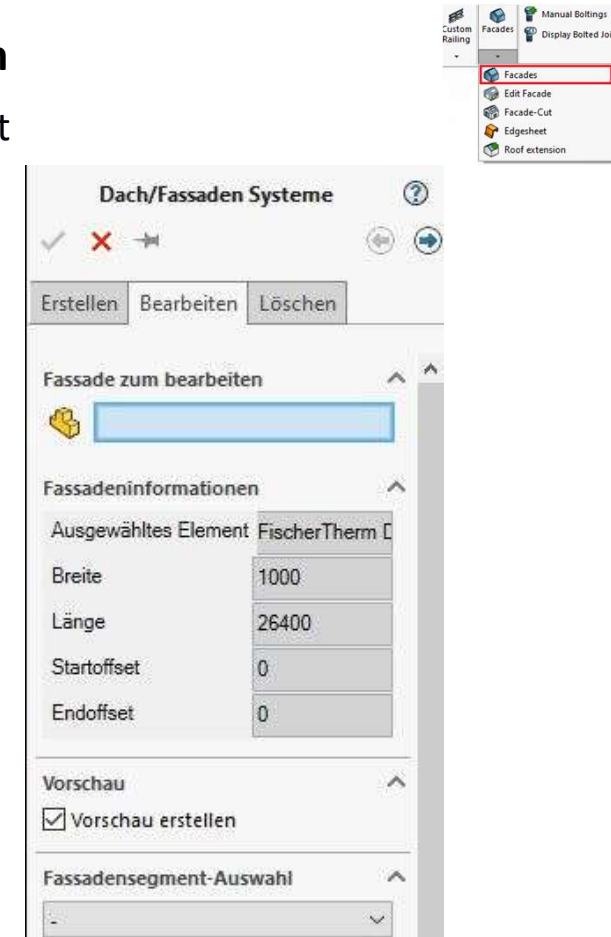 n
t
Custom
Railing
Facades
Manual Boltings
Display Bolted Joi
Facades
Edit Facade
Facade-Cut
Edgesheet
Roof extension
Dach/Fassaden Systeme
Erstellen Bearbeiten Löschen
Fassade zum bearbeiten
Fassadeninformationen
Ausgewähltes Element FischerTherm D
Breite 1000
Länge 26400
Startoffset 0
Endoffset 0
Vorschau
Vorschau erstellen
Fassadensegment-Auswahl
-